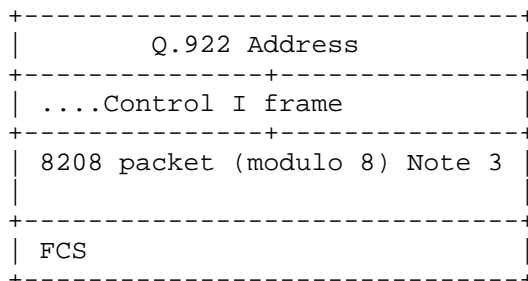 Q.922 Address
....Control I frame
8208 packet (modulo 8) Note 3
FCS